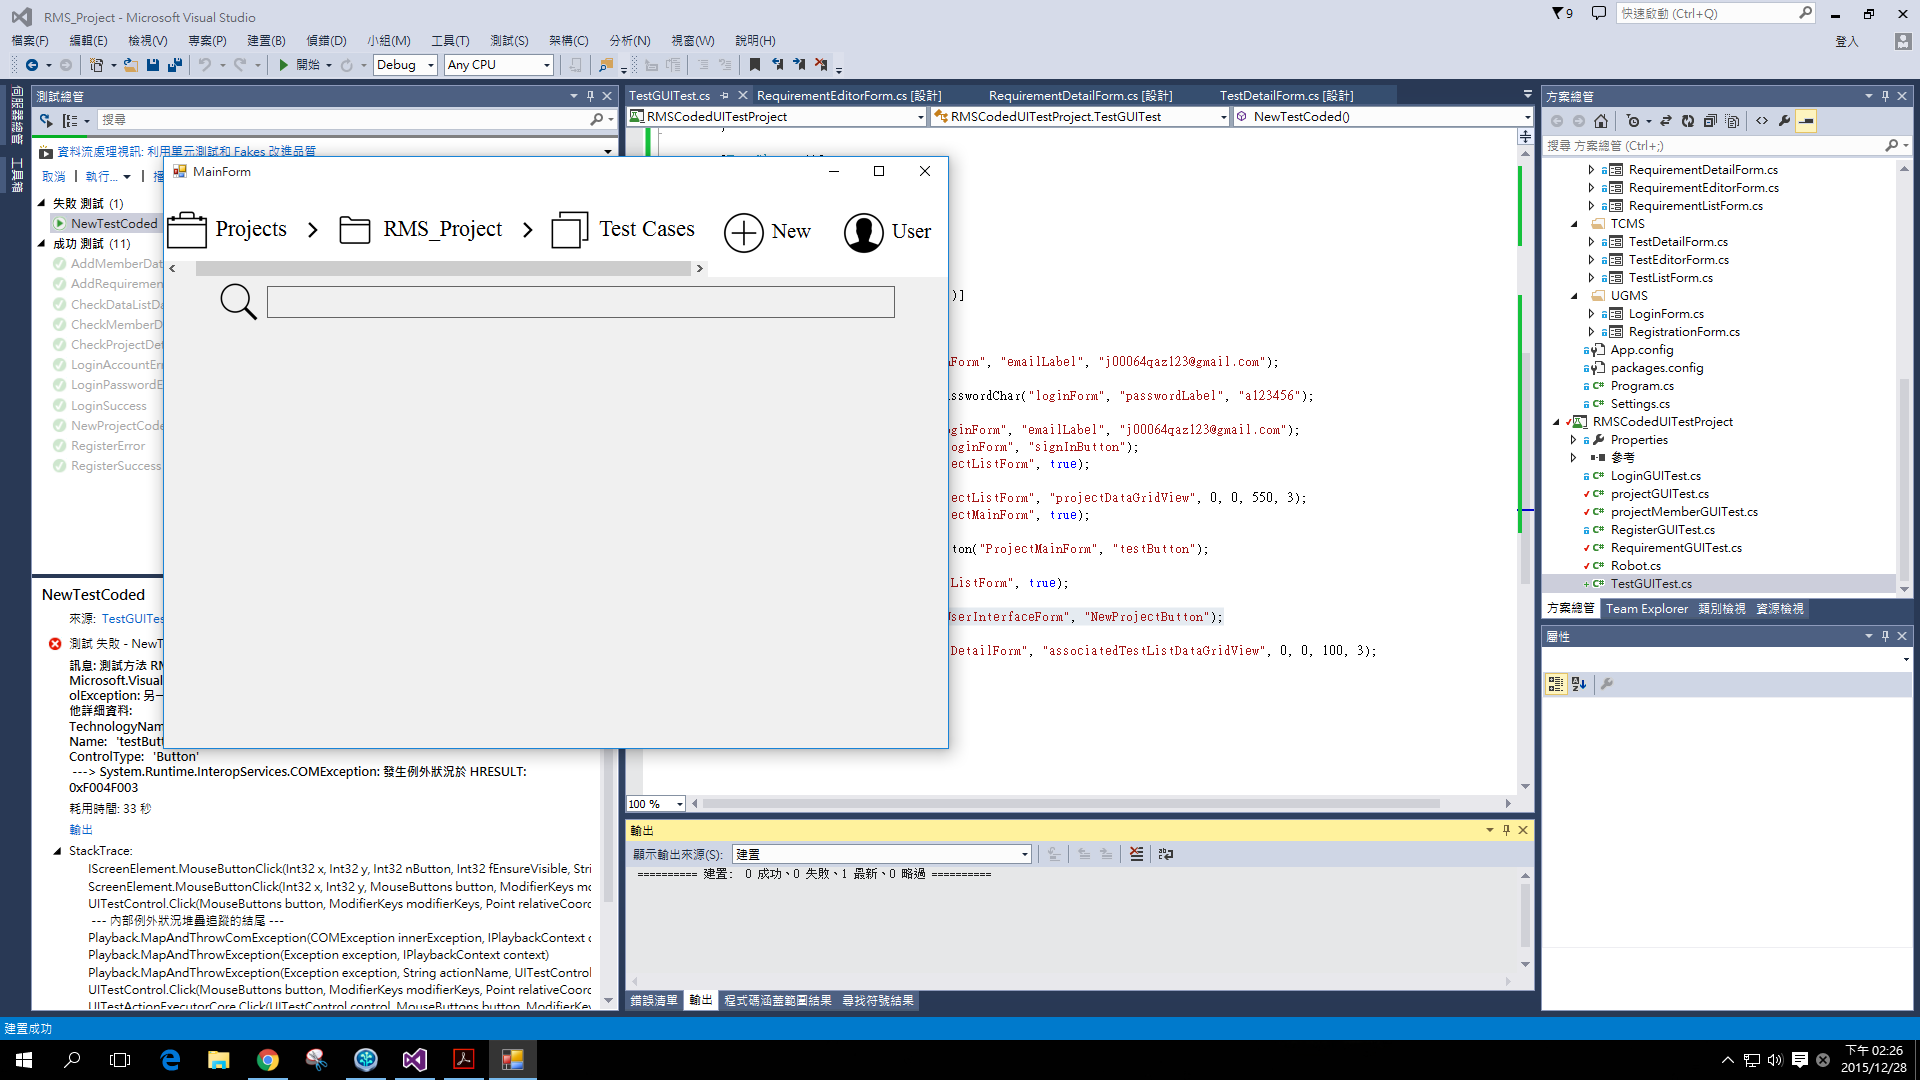 RMS_Project - Microsoft Visual Studio
9
快速啟動 (Ctrl+Q)
檔案(F) 編輯(E) 檢視(V) 專案(P) 建置(B) 偵錯(D) 小組(M) 工具(T) 測試(S) 架構(C) 分析(N) 視窗(W) 說明(H)
登入
開始 Debug Any CPU
伺服器總管
工具箱
測試總管
搜尋
資料流處理視訊: 利用單元測試和 Fakes 改進品質
取消 | 執行... | 播
失敗 測試 (1)
NewTestCoded
成功 測試 (11)
AddMemberDat
AddRequiremen
CheckDataListDa
CheckMemberD
CheckProjectDet
LoginAccountErr
LoginPasswordE
LoginSuccess
NewProjectCode
RegisterError
RegisterSuccess
NewTestCoded
來源: TestGUITes
測試 失敗 - NewT
訊息: 測試方法 RM
Microsoft.Visual
olException: 另一
他詳細資料:
TechnologyNam
Name: 'testButt
ControlType: 'Button'
---> System.Runtime.InteropServices.COMException: 發生例外狀況於 HRESULT:
0xF004F003
耗用時間: 33 秒
輸出
StackTrace:
IScreenElement.MouseButtonClick(Int32 x, Int32 y, Int32 nButton, Int32 fEnsureVisible, Stri
ScreenElement.MouseButtonClick(Int32 x, Int32 y, MouseButtons button, ModifierKeys mo
UITestControl.Click(MouseButtons button, ModifierKeys modifierKeys, Point relativeCoord
--- 內部例外狀況堆疊追蹤的結尾 ---
Playback.MapAndThrowComException(COMException innerException, IPlaybackContext c
Playback.MapAndThrowException(Exception exception, IPlaybackContext context)
Playback.MapAndThrowException(Exception exception, String actionName, UITestControl
UITestControl.Click(MouseButtons button, ModifierKeys modifierKeys, Point relativeCoord
UITestActionExecutorCore.Click(UITestControl control, MouseButtons button, ModifierKey
MainForm
Projects > RMS_Project > Test Cases New User
TestGUITest.cs RequirementEditorForm.cs [設計] RequirementDetailForm.cs [設計] TestDetailForm.cs [設計]
RMSCodedUITestProject RMSCodedUITestProject.TestGUITest NewTestCoded()
)]
Form", "emailLabel", "j00064qaz123@gmail.com");
sswordChar("loginForm", "passwordLabel", "a123456");
oginForm", "emailLabel", "j00064qaz123@gmail.com");
oginForm", "signInButton");
ectListForm", true);
ectListForm", "projectDataGridView", 0, 0, 550, 3);
ectMainForm", true);
ton("ProjectMainForm", "testButton");
ListForm", true);
UserInterfaceForm", "NewProjectButton");
DetailForm", "associatedTestListDataGridView", 0, 0, 100, 3);
100 %
輸出
顯示輸出來源(S): 建置
========== 建置: 0 成功、0 失敗、1 最新、0 略過 ==========
錯誤清單 輸出 程式碼涵蓋範圍結果 尋找符號結果
方案總管
搜尋 方案總管 (Ctrl+;)
RequirementDetailForm.cs
RequirementEditorForm.cs
RequirementListForm.cs
TCMS
TestDetailForm.cs
TestEditorForm.cs
TestListForm.cs
UGMS
LoginForm.cs
RegistrationForm.cs
App.config
packages.config
Program.cs
Settings.cs
RMSCodedUITestProject
Properties
參考
LoginGUITest.cs
projectGUITest.cs
projectMemberGUITest.cs
RegisterGUITest.cs
RequirementGUITest.cs
Robot.cs
TestGUITest.cs
方案總管 Team Explorer 類別檢視 資源檢視
屬性
建置成功
下午 02:26
2015/12/28